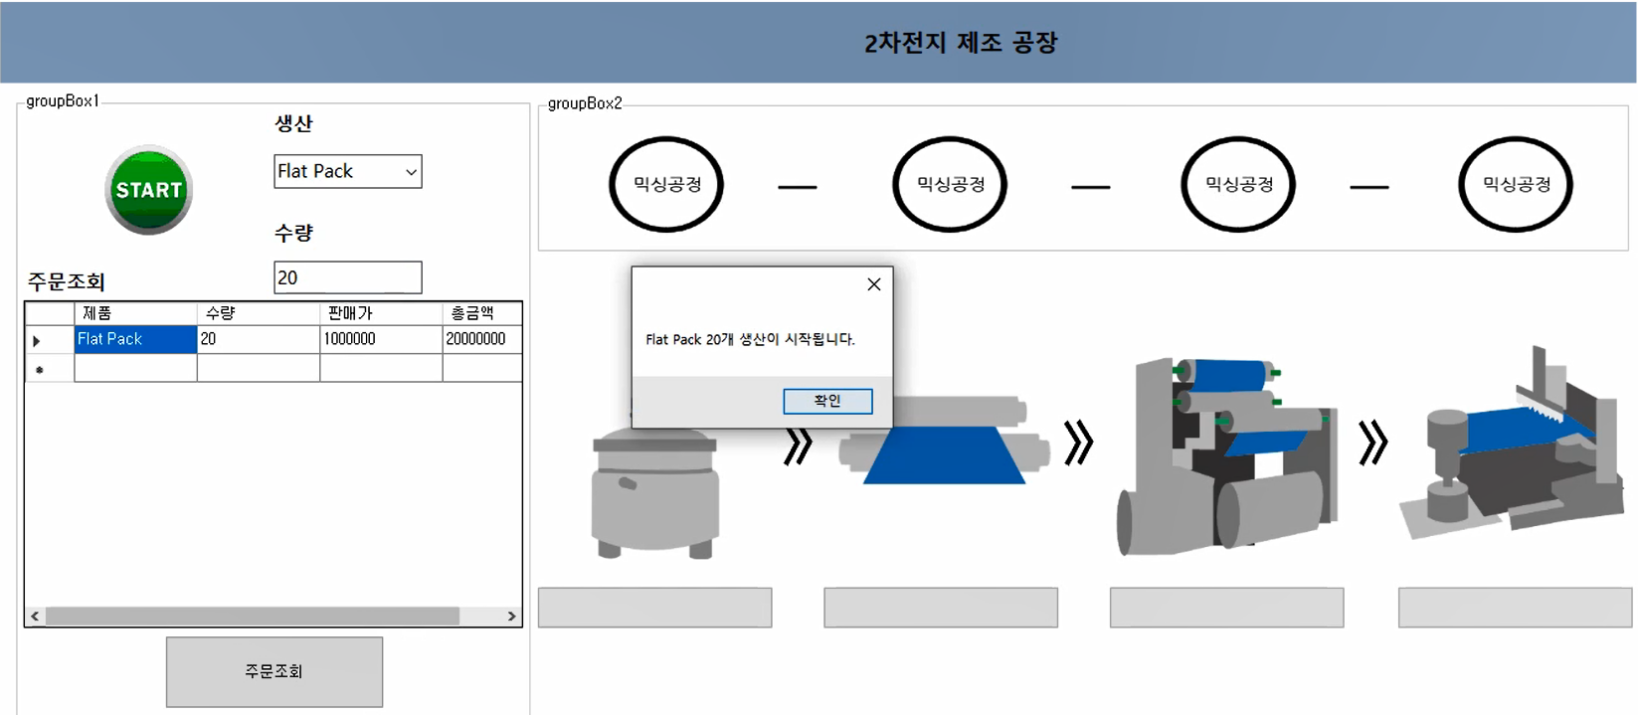 2차전지 제조 공장
groupBox1
생산
START
Flat Pack
수량
20
주문조회
제품 수량 판매가 총금액
Flat Pack 20 1000000 20000000
주문조회
groupBox2
믹싱공정 믹싱공정 믹싱공정 믹싱공정
Flat Pack 20개 생산이 시작됩니다.
확인